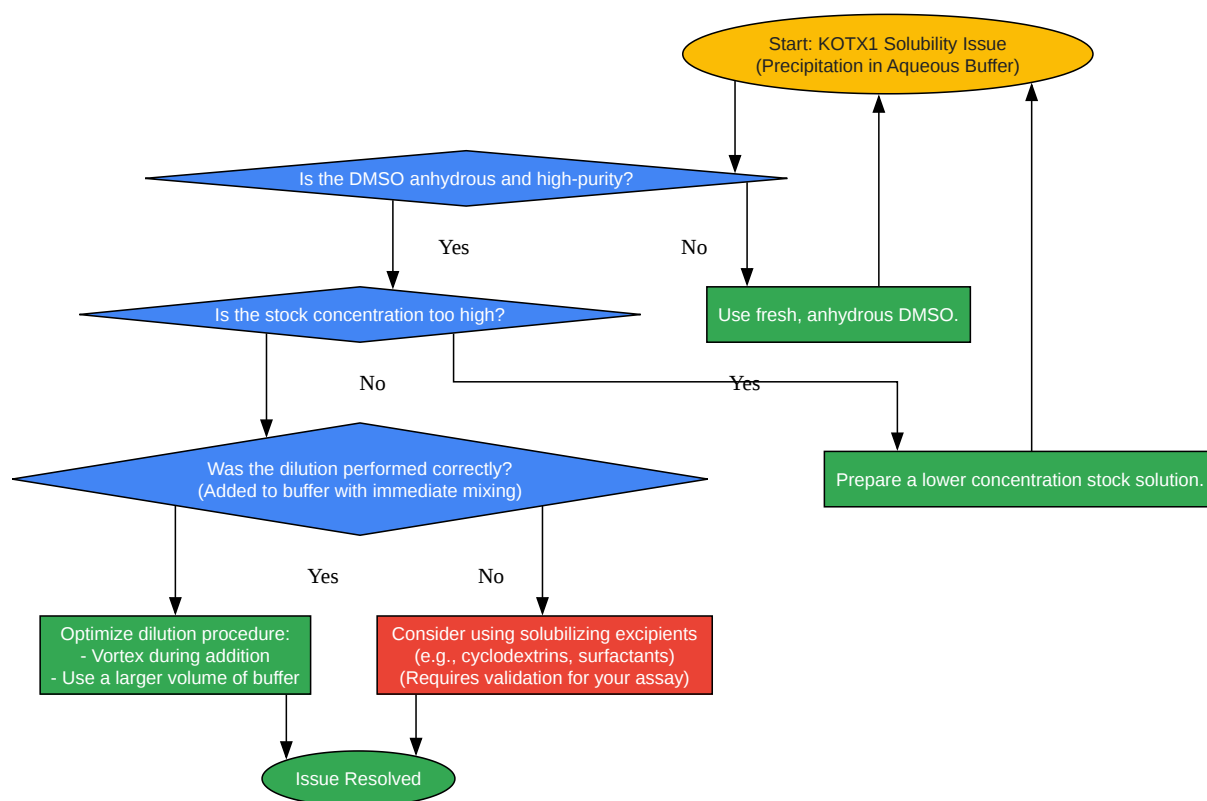 Start: KOTX1 Solubility Issue
(Precipitation in Aqueous Buffer)
Is the DMSO anhydrous and high-purity?
Yes
No
Is the stock concentration too high?
Use fresh, anhydrous DMSO.
No
Yes
Was the dilution performed correctly?
(Added to buffer with immediate mixing)
Prepare a lower concentration stock solution.
Yes
No
Optimize dilution procedure:
- Vortex during addition
- Use a larger volume of buffer
Consider using solubilizing excipients
(e.g., cyclodextrins, surfactants)
(Requires validation for your assay)
Issue Resolved